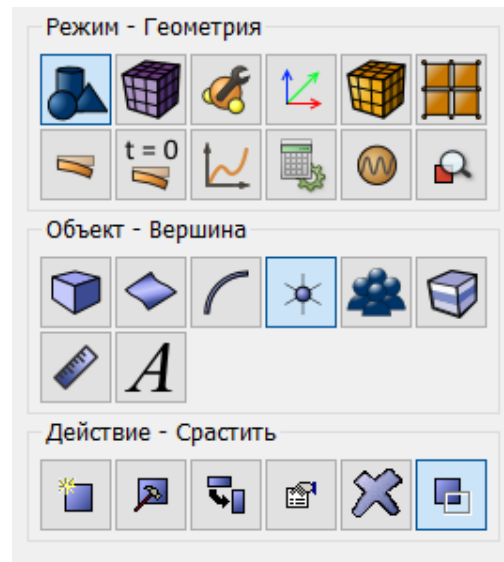 Режим - Геометрия
t = 0
Объект - Вершина
A
Действие - Срастить